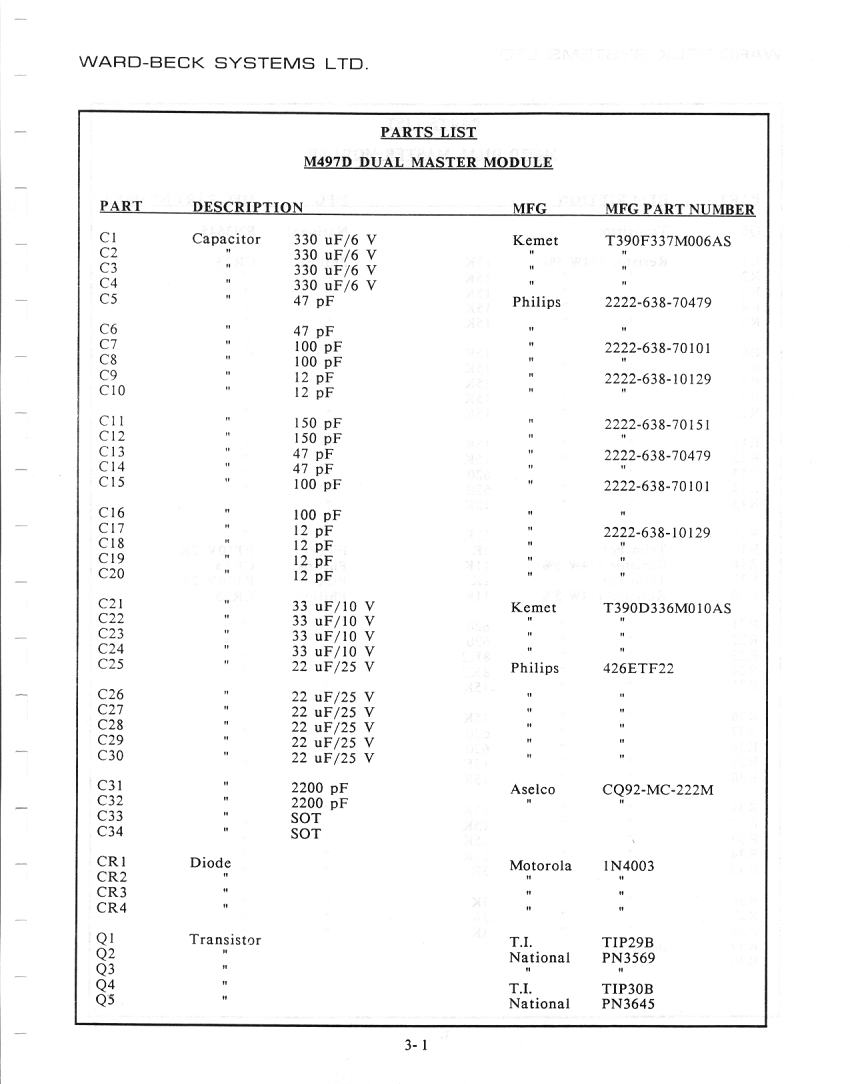 WARD-BECK SYSTEMS LTD.
PARTS LIST
M497D DUAL MASTER MODULE
PART DESCRIPTION MFG MFG PART NUMBER
C1 Capacitor 330 uF/6 V Kemet T390F337M006AS
C2 " 330 uF/6 V " "
C3 " 330 uF/6 V " "
C4 " 330 uF/6 V " "
C5 " 47 pF Philips 2222-638-70479
C6 " 47 pF " "
C7 " 100 pF " 2222-638-70101
C8 " 100 pF " "
C9 " 12 pF " 2222-638-10129
C10 " 12 pF " "
C11 " 150 pF " 2222-638-70151
C12 " 150 pF " "
C13 " 47 pF " 2222-638-70479
C14 " 47 pF " "
C15 " 100 pF " 2222-638-70101
C16 " 100 pF " "
C17 " 12 pF " 2222-638-10129
C18 " 12 pF " "
C19 " 12 pF " "
C20 " 12 pF " "
C21 " 33 uF/10 V Kemet T390D336M010AS
C22 " 33 uF/10 V " "
C23 " 33 uF/10 V " "
C24 " 33 uF/10 V " "
C25 " 22 uF/25 V Philips 426ETF22
C26 " 22 uF/25 V " "
C27 " 22 uF/25 V " "
C28 " 22 uF/25 V " "
C29 " 22 uF/25 V " "
C30 " 22 uF/25 V " "
C31 " 2200 pF Aselco CQ92-MC-222M
C32 " 2200 pF " "
C33 " SOT
C34 " SOT
CR1 Diode Motorola 1N4003
CR2 " " "
CR3 " " "
CR4 " " "
Q1 Transistor T.I. TIP29B
Q2 " National PN3569
Q3 " " "
Q4 " T.I. TIP30B
Q5 " National PN3645
3- 1